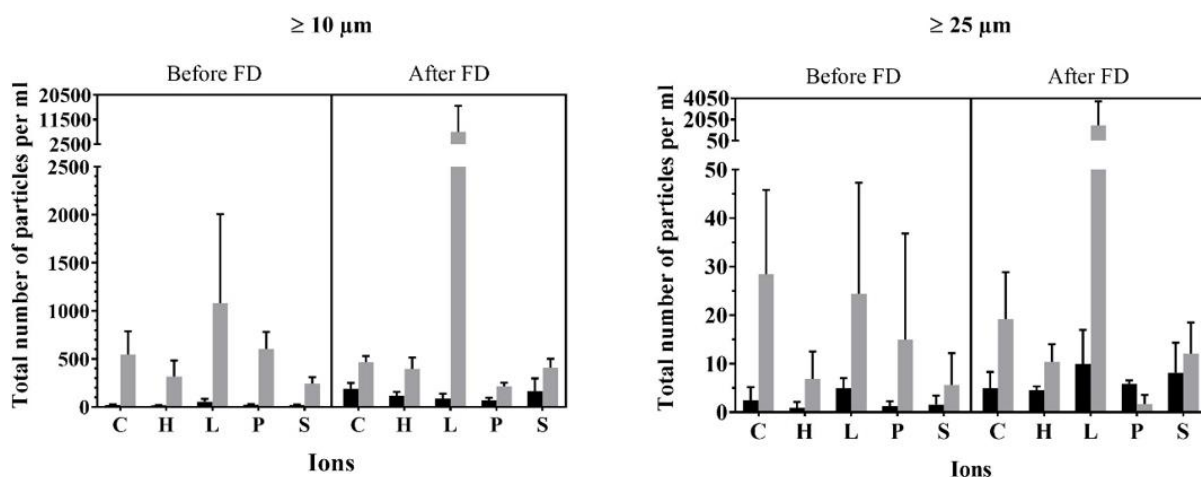 ≥ 10 µm
Before FD
After FD
Total number of particles per ml
20500
11500
2500
2500
2000
1500
1000
500
0
C H L P S C H L P S
Ions
≥ 25 µm
Before FD
After FD
Total number of particles per ml
4050
2050
50
50
40
30
20
10
0
C H L P S C H L P S
Ions